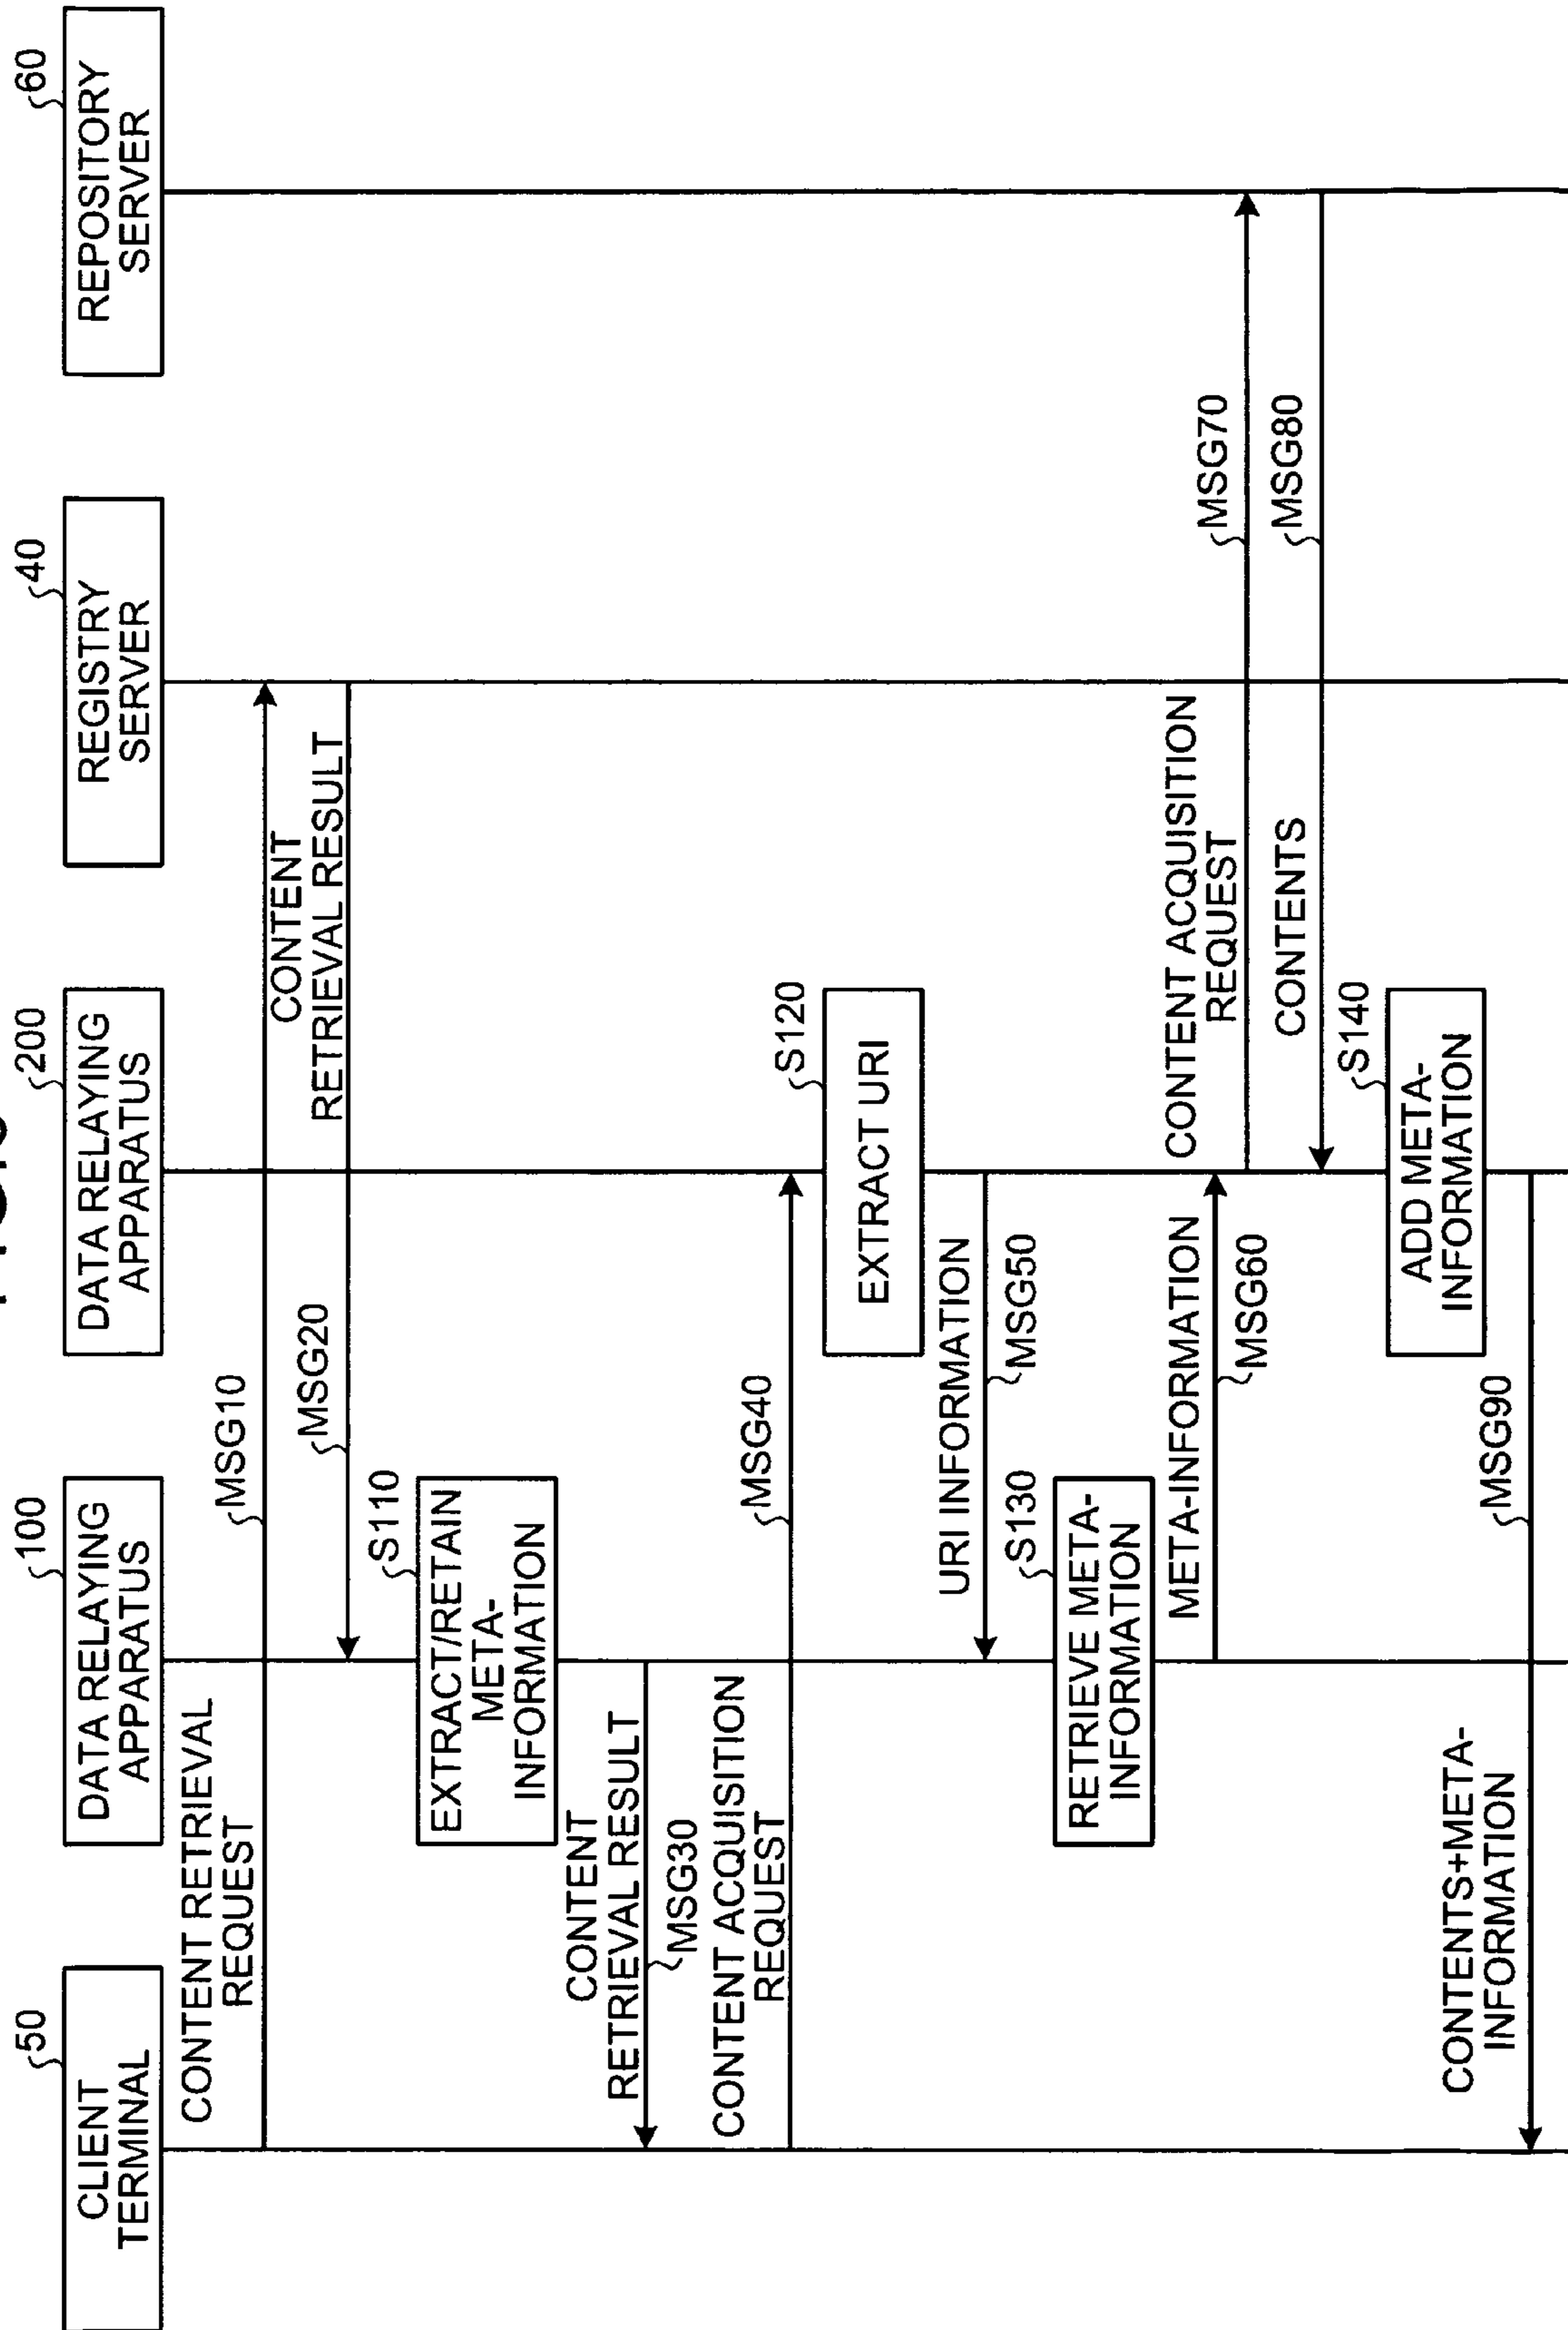 50
CLIENT
TERMINAL
100
DATA RELAYING
APPARATUS
200
DATA RELAYING
APPARATUS
40
REGISTRY
SERVER
60
REPOSITORY
SERVER
CONTENT RETRIEVAL
REQUEST
MSG10
CONTENT
RETRIEVAL RESULT
MSG20
S110
EXTRACT/RETAIN
META-
INFORMATION
CONTENT
RETRIEVAL RESULT
MSG30
CONTENT ACQUISITION
REQUEST
MSG40
S120
EXTRACT URI
URI INFORMATION
MSG50
S130
RETRIEVE META-
INFORMATION
META-INFORMATION
MSG60
CONTENT ACQUISITION
REQUEST
MSG70
CONTENTS
MSG80
S140
ADD META-
INFORMATION
CONTENTS+META-
INFORMATION
MSG90